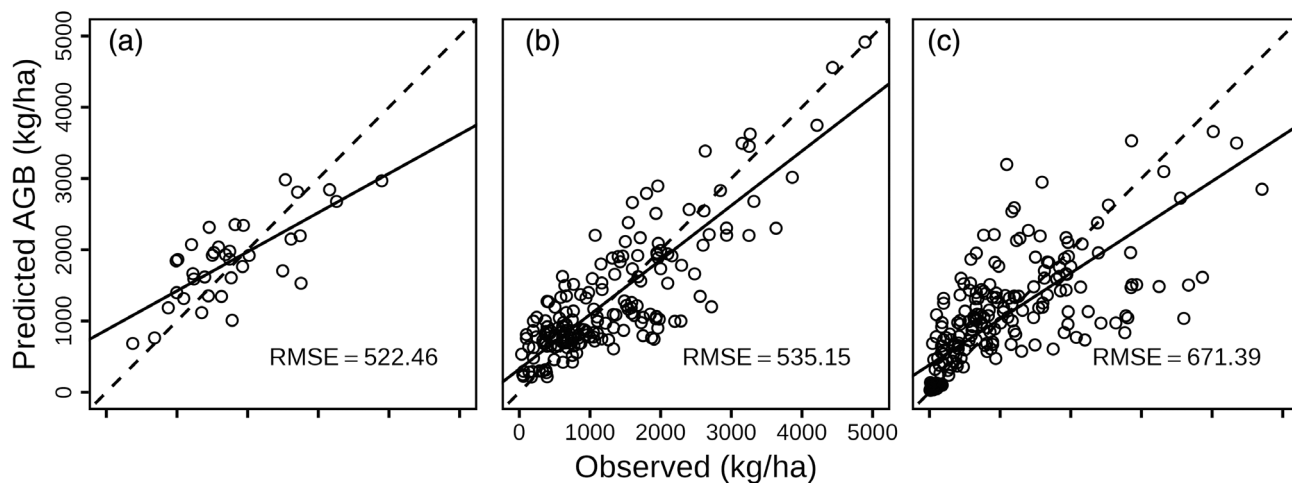 (a)
(b)
(c)
Predicted AGB (kg/ha)
5000
4000
3000
2000
1000
0
RMSE = 522.46
RMSE = 535.15
RMSE = 671.39
0 1000 2000 3000 4000 5000
Observed (kg/ha)